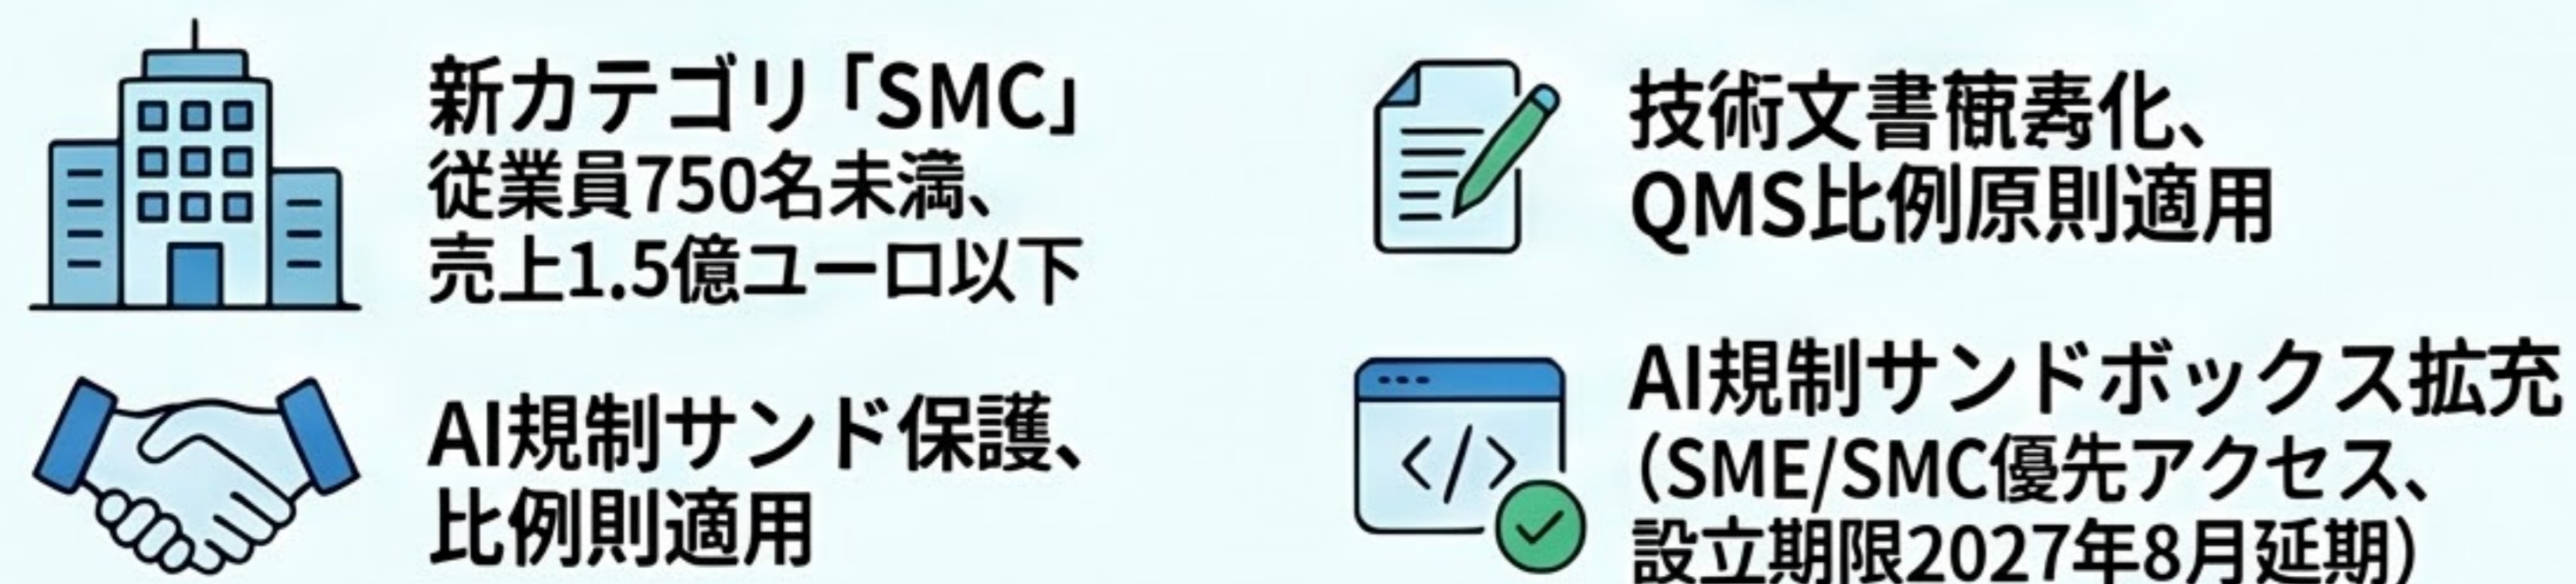 新カテゴリ「SMC」
従業員750名未満、
売上1.5億ユーロ以下
技術文書化、
QMS比例原則適用
AI規制サンド保護、
比例則適用
AI規制サンドボックス拡充
（SME/SMC優先アクセス、
設立期限2027年8月延期）